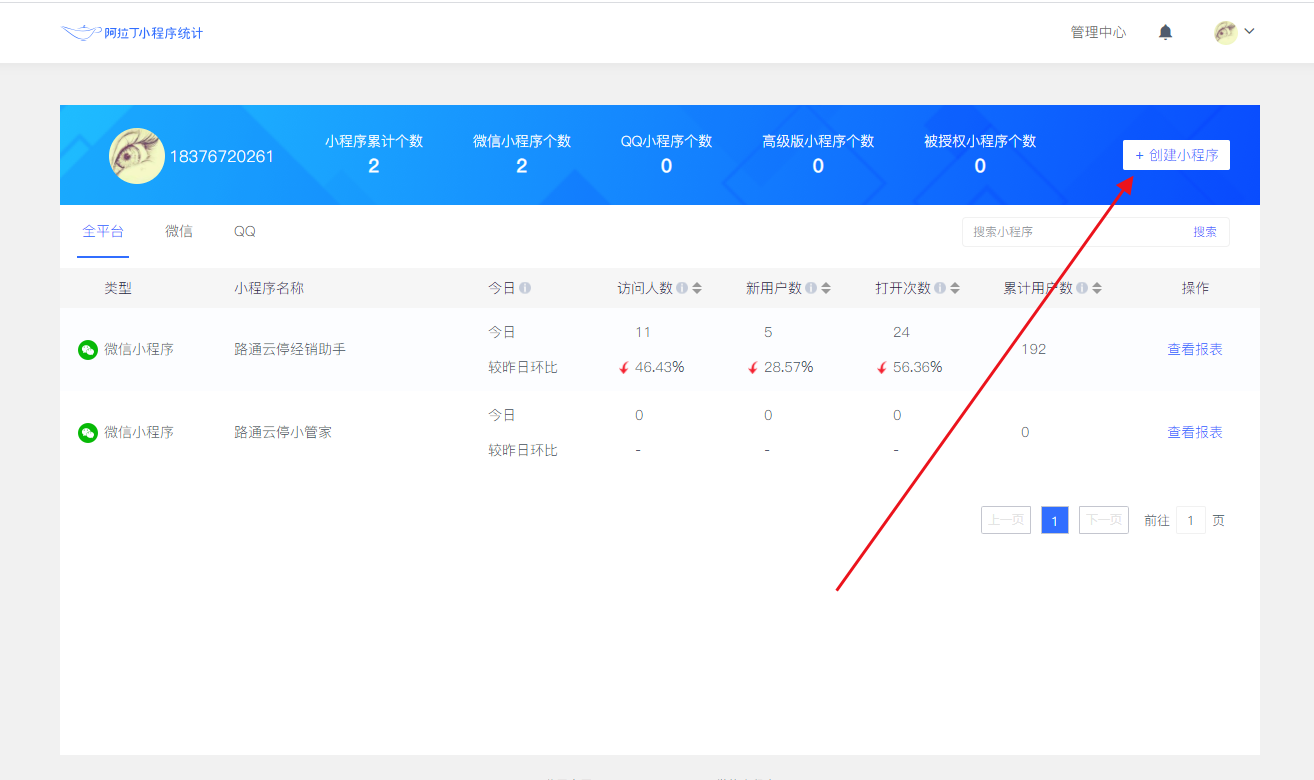 阿拉丁小程序统计 管理中心
18376720261
小程序累计个数 微信小程序个数 QQ小程序个数 高级版小程序个数 被授权小程序个数
2 2 0 0 0
+ 创建小程序
全平台 微信 QQ 搜索小程序 搜索
类型 小程序名称 今日 访问人数 新用户数 打开次数 累计用户数 操作
今日 11 5 24
微信小程序 路通云停经销助手 192 查看报表
较昨日环比 46.43% 28.57% 56.36%
今日 0 0 0
微信小程序 路通云停小管家 0 查看报表
较昨日环比 - - -
上一页 1 下一页 前往 1 页